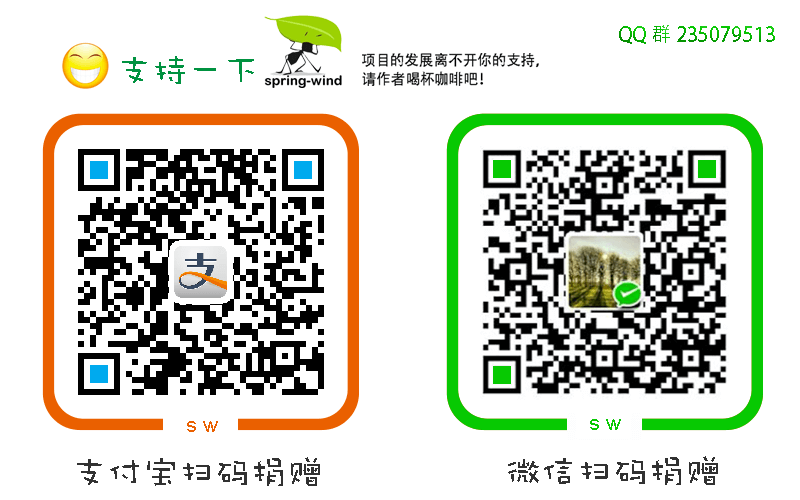 QQ 群 235079513
支持一下
spring-wind
项目的发展离不开你的支持，
请作者喝杯咖啡吧！
支
SW
SW
支付宝扫码捐赠
微信扫码捐赠